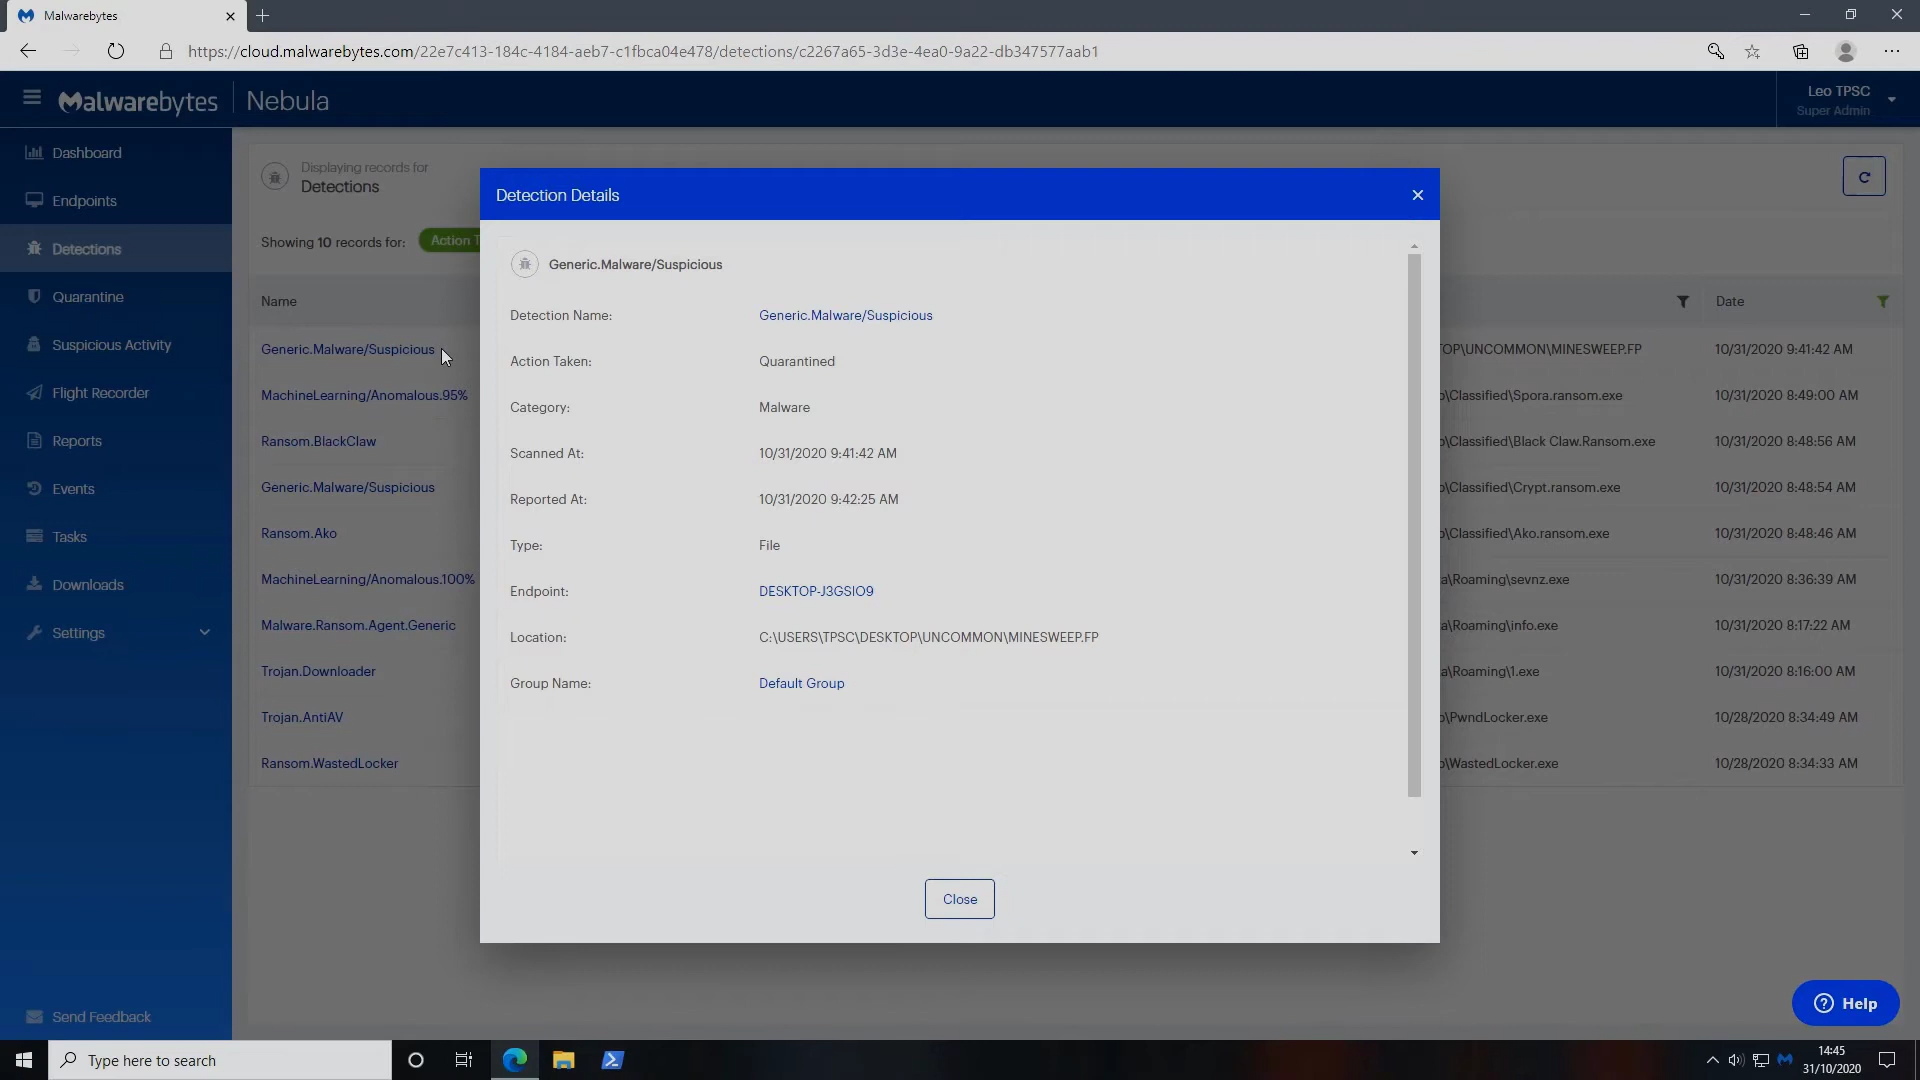 Malwarebytes
https://cloud.malwarebytes.com/22e7c413-184c-4184-aeb7-c1fbca04e478/detections/c2267a65-3d3e-4ea0-9a22-db347577aab1
Malwarebytes Nebula
Leo TPSC
Super Admin
Dashboard
Endpoints
Detections
Quarantine
Suspicious Activity
Flight Recorder
Reports
Events
Tasks
Downloads
Settings
Send Feedback
Displaying records for
Detections
Showing 10 records for: Action T
Name
Date
Generic.Malware/Suspicious
TOP\UNCOMMON\MINESWEEP.FP 10/31/2020 9:41:42 AM
MachineLearning/Anomalous.95%
p\Classified\Spora.ransom.exe 10/31/2020 8:49:00 AM
Ransom.BlackClaw
p\Classified\Black Claw.Ransom.exe 10/31/2020 8:48:56 AM
Generic.Malware/Suspicious
p\Classified\Crypt.ransom.exe 10/31/2020 8:48:54 AM
Ransom.Ako
p\Classified\Ako.ransom.exe 10/31/2020 8:48:46 AM
MachineLearning/Anomalous.100%
a\Roaming\sevnz.exe 10/31/2020 8:36:39 AM
Malware.Ransom.Agent.Generic
a\Roaming\info.exe 10/31/2020 8:17:22 AM
Trojan.Downloader
a\Roaming\1.exe 10/31/2020 8:16:00 AM
Trojan.AntiAV
p\PwndLocker.exe 10/28/2020 8:34:49 AM
Ransom.WastedLocker
p\WastedLocker.exe 10/28/2020 8:34:33 AM
Detection Details
Generic.Malware/Suspicious
Detection Name: Generic.Malware/Suspicious
Action Taken: Quarantined
Category: Malware
Scanned At: 10/31/2020 9:41:42 AM
Reported At: 10/31/2020 9:42:25 AM
Type: File
Endpoint: DESKTOP-J3GSIO9
Location: C:\USERS\TPSC\DESKTOP\UNCOMMON\MINESWEEP.FP
Group Name: Default Group
Close
Help
Type here to search
14:45
31/10/2020